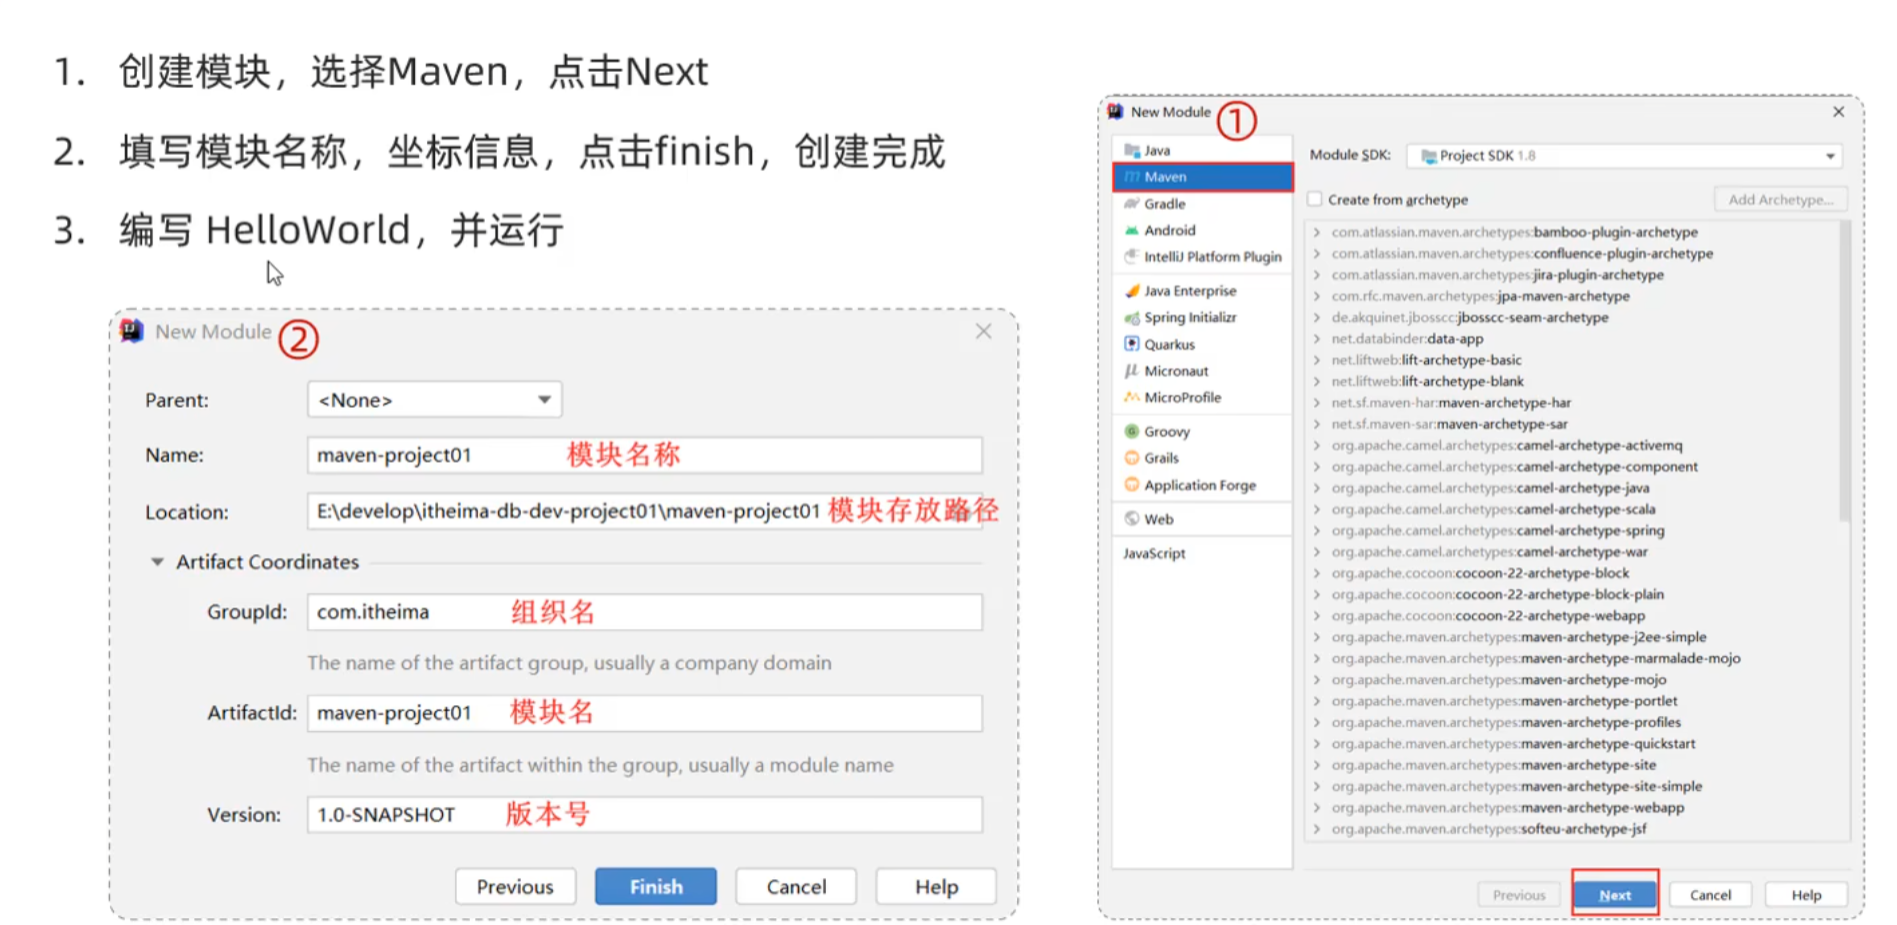 1. 创建模块，选择Maven，点击Next
2. 填写模块名称，坐标信息，点击finish，创建完成
3. 编写 HelloWorld，并运行
New Module ②
Parent: <None>
Name: maven-project01 模块名称
Location: E:\develop\itheima-db-dev-project01\maven-project01 模块存放路径
Artifact Coordinates
GroupId: com.itheima 组织名
The name of the artifact group, usually a company domain
ArtifactId: maven-project01 模块名
The name of the artifact within the group, usually a module name
Version: 1.0-SNAPSHOT 版本号
Previous Finish Cancel Help
New Module ①
Java
Maven
Gradle
Android
IntelliJ Platform Plugin
Java Enterprise
Spring Initializr
Quarkus
Micronaut
MicroProfile
Groovy
Grails
Application Forge
Web
JavaScript
Module SDK: Project SDK 1.8
Create from archetype Add Archetype...
com.atlassian.maven.archetypes:bamboo-plugin-archetype
com.atlassian.maven.archetypes:confluence-plugin-archetype
com.atlassian.maven.archetypes:jira-plugin-archetype
com.rfc.maven.archetypes:jpa-maven-archetype
de.akquinet.jbosscc:jbosscc-seam-archetype
net.databinder:data-app
net.liftweb:lift-archetype-basic
net.liftweb:lift-archetype-blank
net.sf.maven-har:maven-archetype-har
net.sf.maven-sar:maven-archetype-sar
org.apache.camel.archetypes:camel-archetype-activemq
org.apache.camel.archetypes:camel-archetype-component
org.apache.camel.archetypes:camel-archetype-java
org.apache.camel.archetypes:camel-archetype-scala
org.apache.camel.archetypes:camel-archetype-spring
org.apache.camel.archetypes:camel-archetype-war
org.apache.cocoon:cocoon-22-archetype-block
org.apache.cocoon:cocoon-22-archetype-block-plain
org.apache.cocoon:cocoon-22-archetype-webapp
org.apache.maven.archetypes:maven-archetype-j2ee-simple
org.apache.maven.archetypes:maven-archetype-marmalade-mojo
org.apache.maven.archetypes:maven-archetype-mojo
org.apache.maven.archetypes:maven-archetype-portlet
org.apache.maven.archetypes:maven-archetype-profiles
org.apache.maven.archetypes:maven-archetype-quickstart
org.apache.maven.archetypes:maven-archetype-site
org.apache.maven.archetypes:maven-archetype-site-simple
org.apache.maven.archetypes:maven-archetype-webapp
org.apache.maven.archetypes:softeu-archetype-jsf
Previous Next Cancel Help